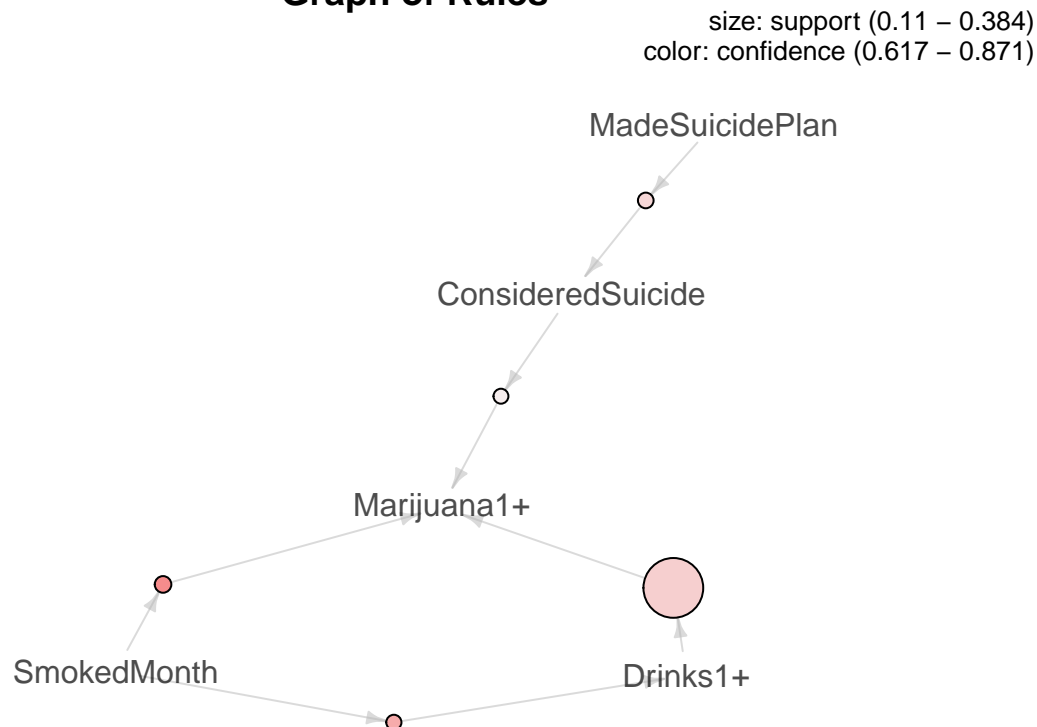 Graph of Rules
size: support (0.11 − 0.384)
color: confidence (0.617 − 0.871)
MadeSuicidePlan
ConsideredSuicide
Marijuana1+
SmokedMonth
Drinks1+